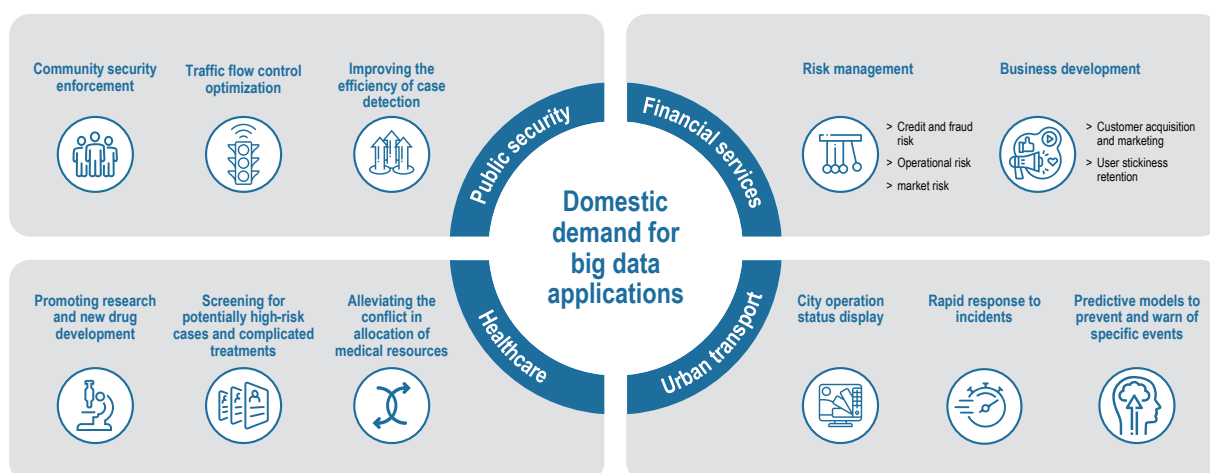 Community security
enforcement
Traffic flow control
optimization
Improving the
efficiency of case
detection
Public security
Financial services
Risk management
> Credit and fraud
risk
> Operational risk
> market risk
Business development
> Customer acquisition
and marketing
> User stickiness
retention
Domestic
demand for
big data
applications
Healthcare
Promoting research
and new drug
development
Screening for
potentially high-risk
cases and complicated
treatments
Alleviating the
conflict in
allocation of
medical resources
Urban transport
City operation
status display
Rapid response to
incidents
Predictive models to
prevent and warn of
specific events